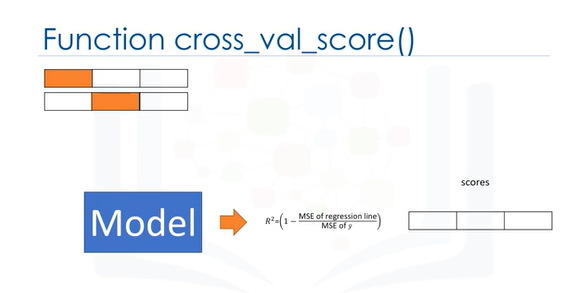 Function cross_val_score()
scores
Model
R²=(1 − MSE of regression line / MSE of ȳ)